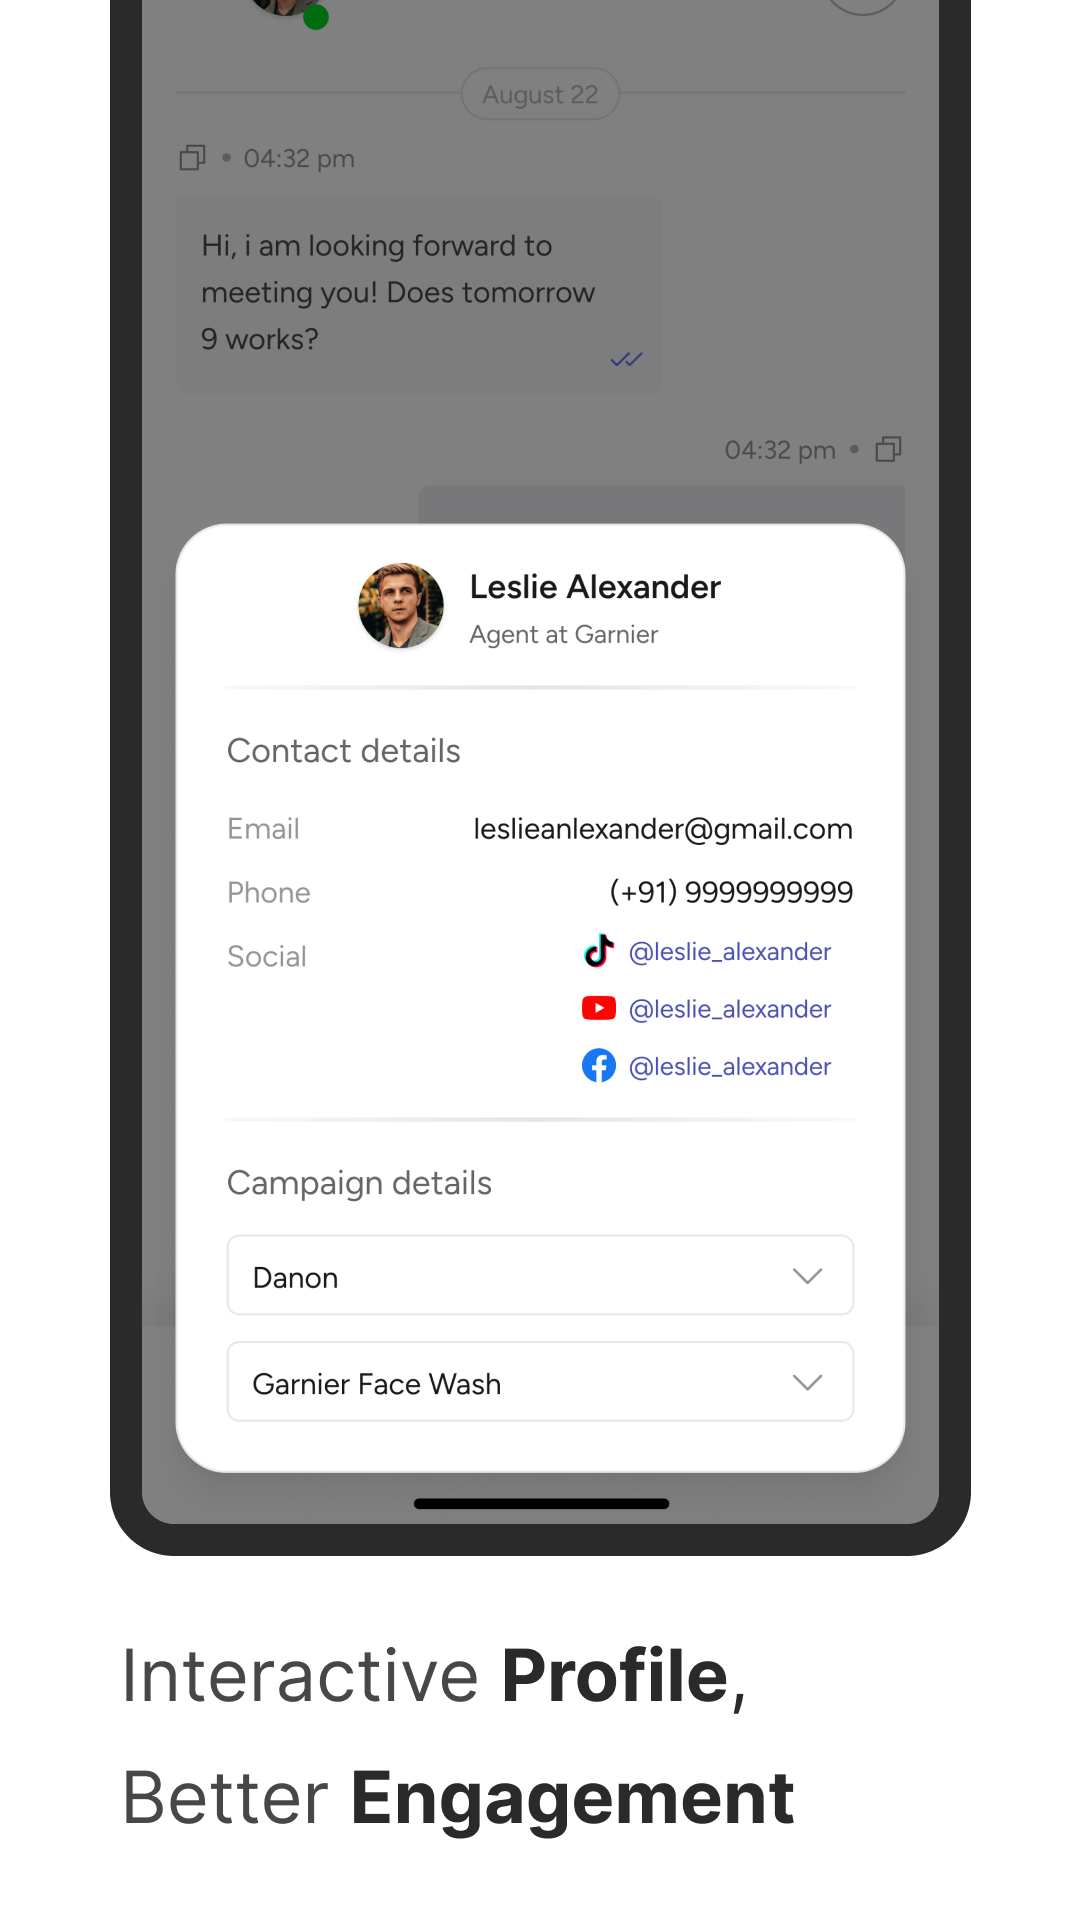 August 22
04:32 pm
Hi, i am looking forward to
meeting you! Does tomorrow
9 works?
04:32 pm
Leslie Alexander
Agent at Garnier
Contact details
Email leslieanlexander@gmail.com
Phone (+91) 9999999999
Social @leslie_alexander
@leslie_alexander
@leslie_alexander
Campaign details
Danon
Garnier Face Wash
Interactive Profile,
Better Engagement